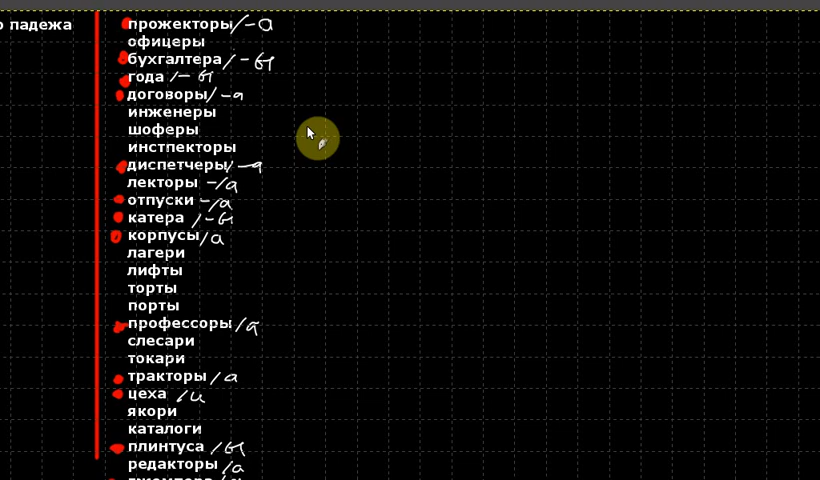 о падежа
прожекторы/-а
офицеры
бухгалтера/-ы
года /-ы
договоры/-а
инженеры
шоферы
инстпекторы
диспетчеры/-а
лекторы -/а
отпуски -/а
катера /-ы
корпусы/а
лагери
лифты
торты
порты
профессоры/а
слесари
токари
тракторы/а
цеха /и
якори
каталоги
плинтуса /ы
редакторы/а